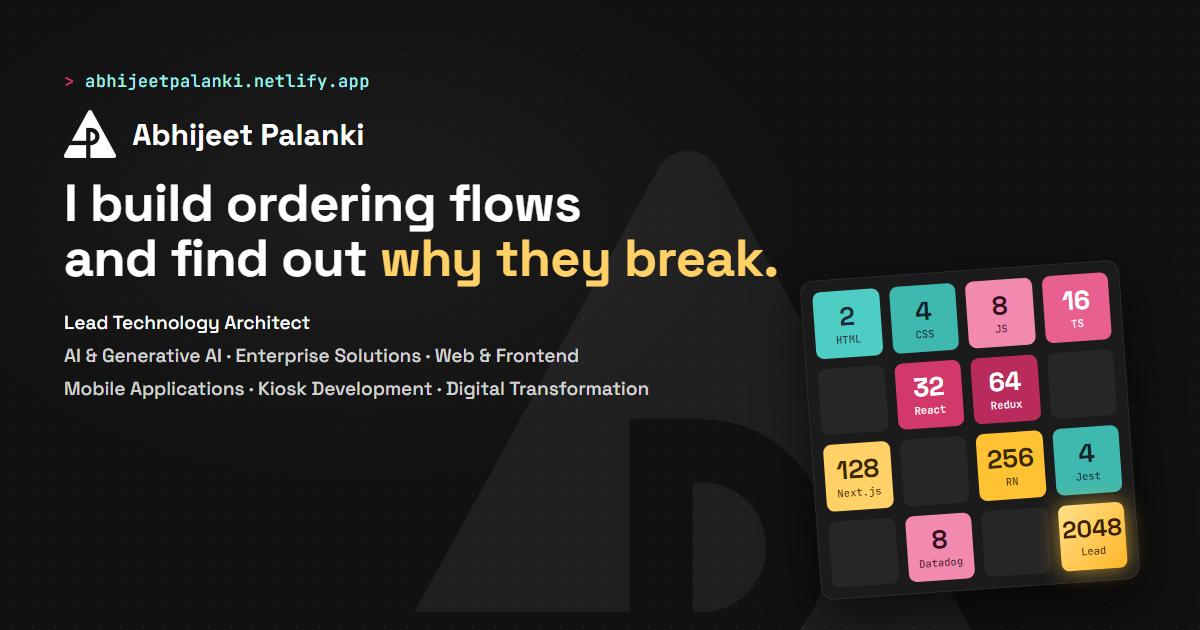 > abhijeetpalanki.netlify.app
Abhijeet Palanki
I build ordering flows
and find out why they break.
Lead Technology Architect
AI & Generative AI · Enterprise Solutions · Web & Frontend
Mobile Applications · Kiosk Development · Digital Transformation
2
HTML
4
CSS
8
JS
16
TS
32
React
64
Redux
128
Next.js
256
RN
4
Jest
8
Datadog
2048
Lead